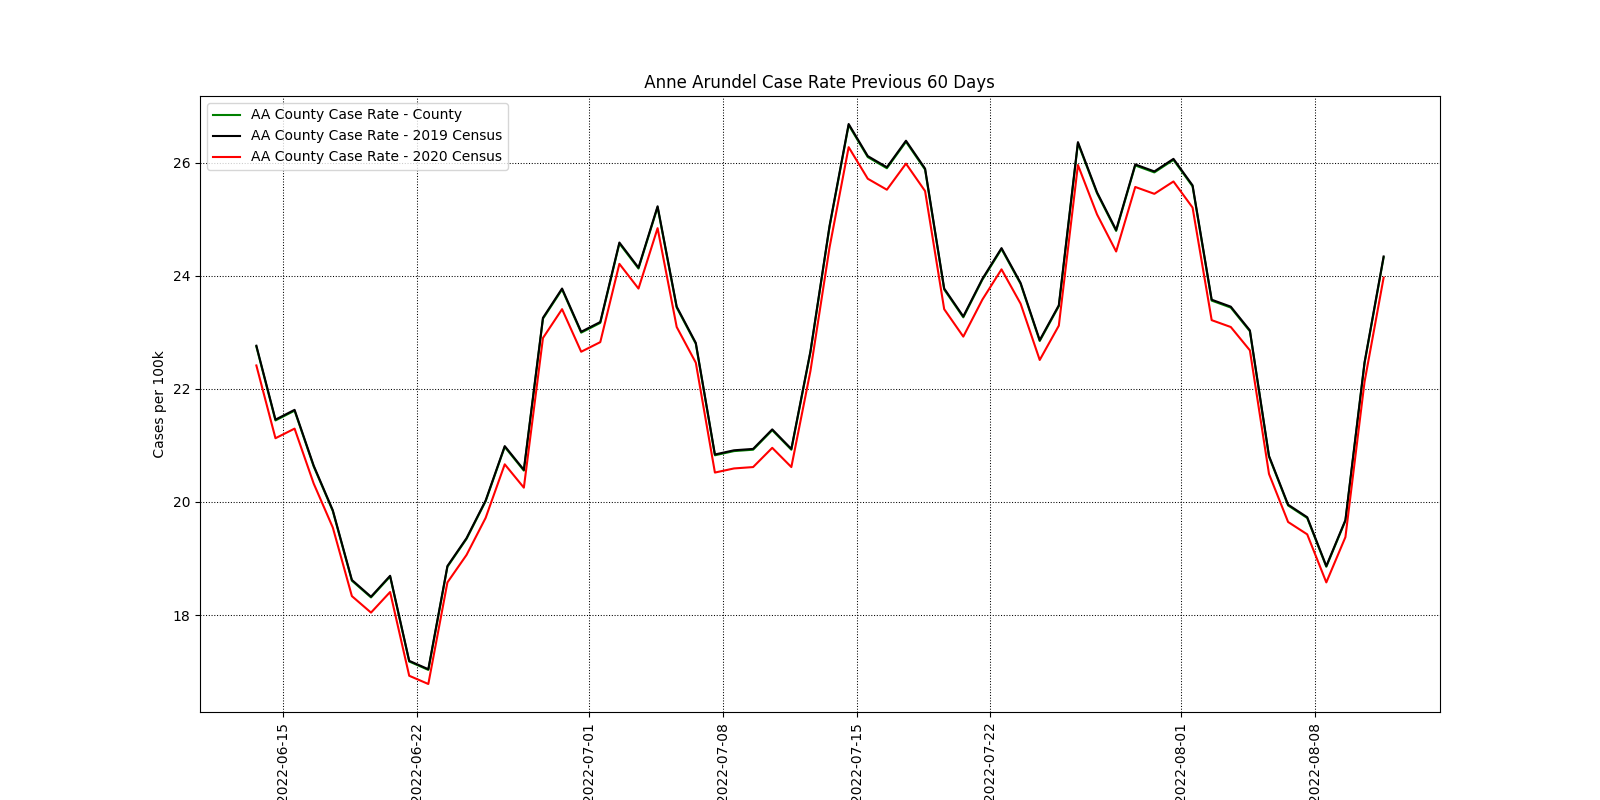 Anne Arundel Case Rate Previous 60 Days
AA County Case Rate - County
AA County Case Rate - 2019 Census
AA County Case Rate - 2020 Census
Cases per 100k
26
24
22
20
18
2022-06-15
2022-06-22
2022-07-01
2022-07-08
2022-07-15
2022-07-22
2022-08-01
2022-08-08